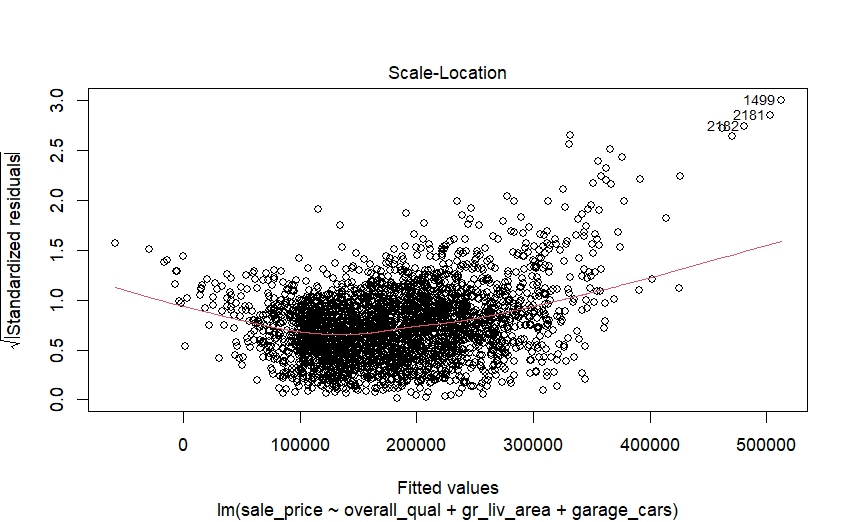 Scale-Location
√|Standardized residuals|
3.0
2.5
2.0
1.5
1.0
0.5
0.0
1499
2181
2182
0 100000 200000 300000 400000 500000
Fitted values
lm(sale_price ~ overall_qual + gr_liv_area + garage_cars)